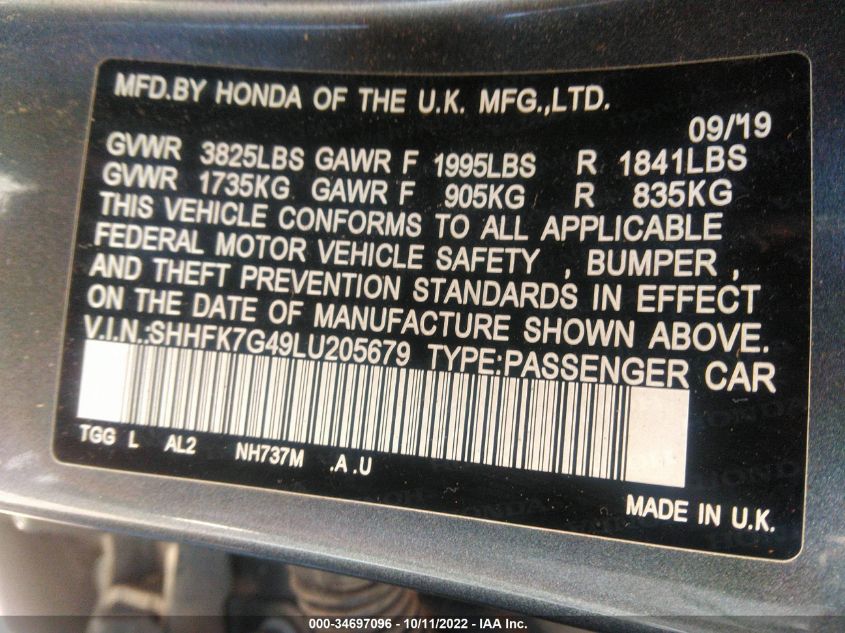 MFD.BY HONDA OF THE U.K. MFG.,LTD.
09/'19
GVWR 3825LBS GAWR F 1995LBS R 1841LBS
GVWR 1735KG GAWR F 905KG R 835KG
THIS VEHICLE CONFORMS TO ALL APPLICABLE
FEDERAL MOTOR VEHICLE SAFETY , BUMPER ,
AND THEFT PREVENTION STANDARDS IN EFFECT
ON THE DATE OF MANUFACTURE SHOWN ABOVE.
V.I.N.:SHHFK7G49LU205679 TYPE:PASSENGER CAR
TGG L AL2 NH737M .A .U
MADE IN U.K.
000-34697096 - 10/11/2022 - IAA Inc.